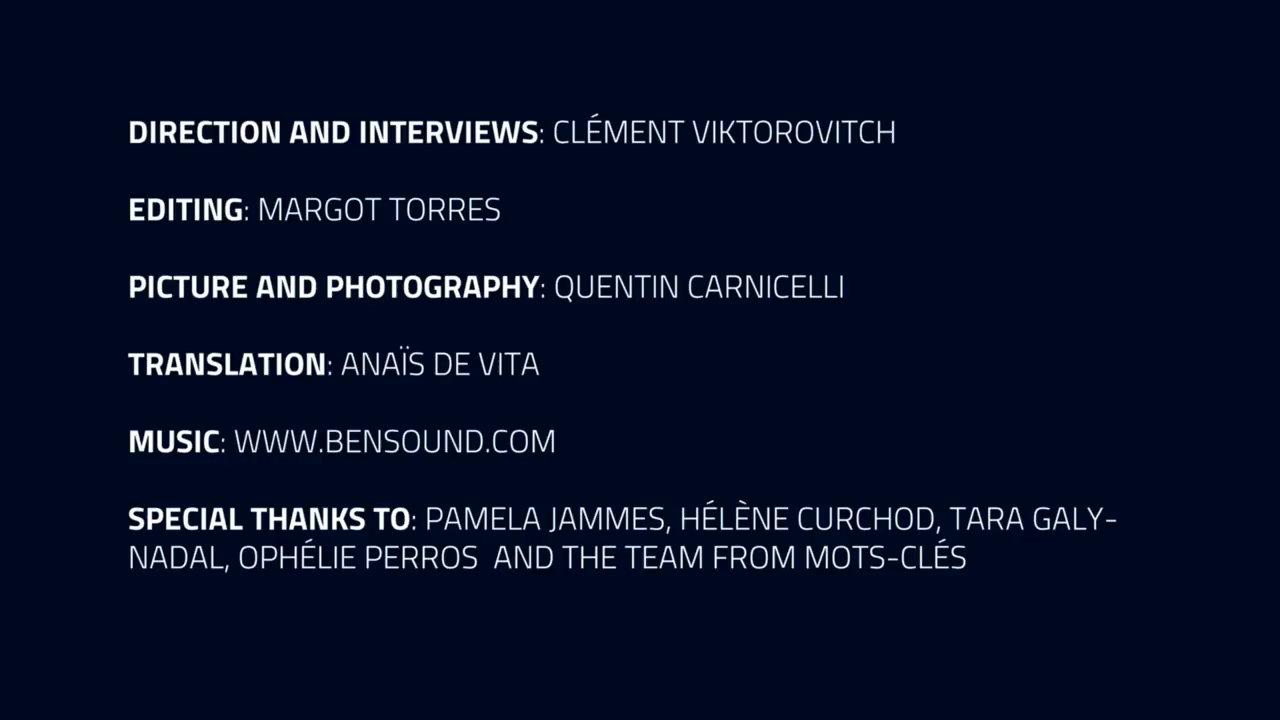 DIRECTION AND INTERVIEWS: CLÉMENT VIKTOROVITCH
EDITING: MARGOT TORRES
PICTURE AND PHOTOGRAPHY: QUENTIN CARNICELLI
TRANSLATION: ANAÏS DE VITA
MUSIC: WWW.BENSOUND.COM
SPECIAL THANKS TO: PAMELA JAMMES, HÉLÈNE CURCHOD, TARA GALY-
NADAL, OPHÉLIE PERROS  AND THE TEAM FROM MOTS-CLÉS